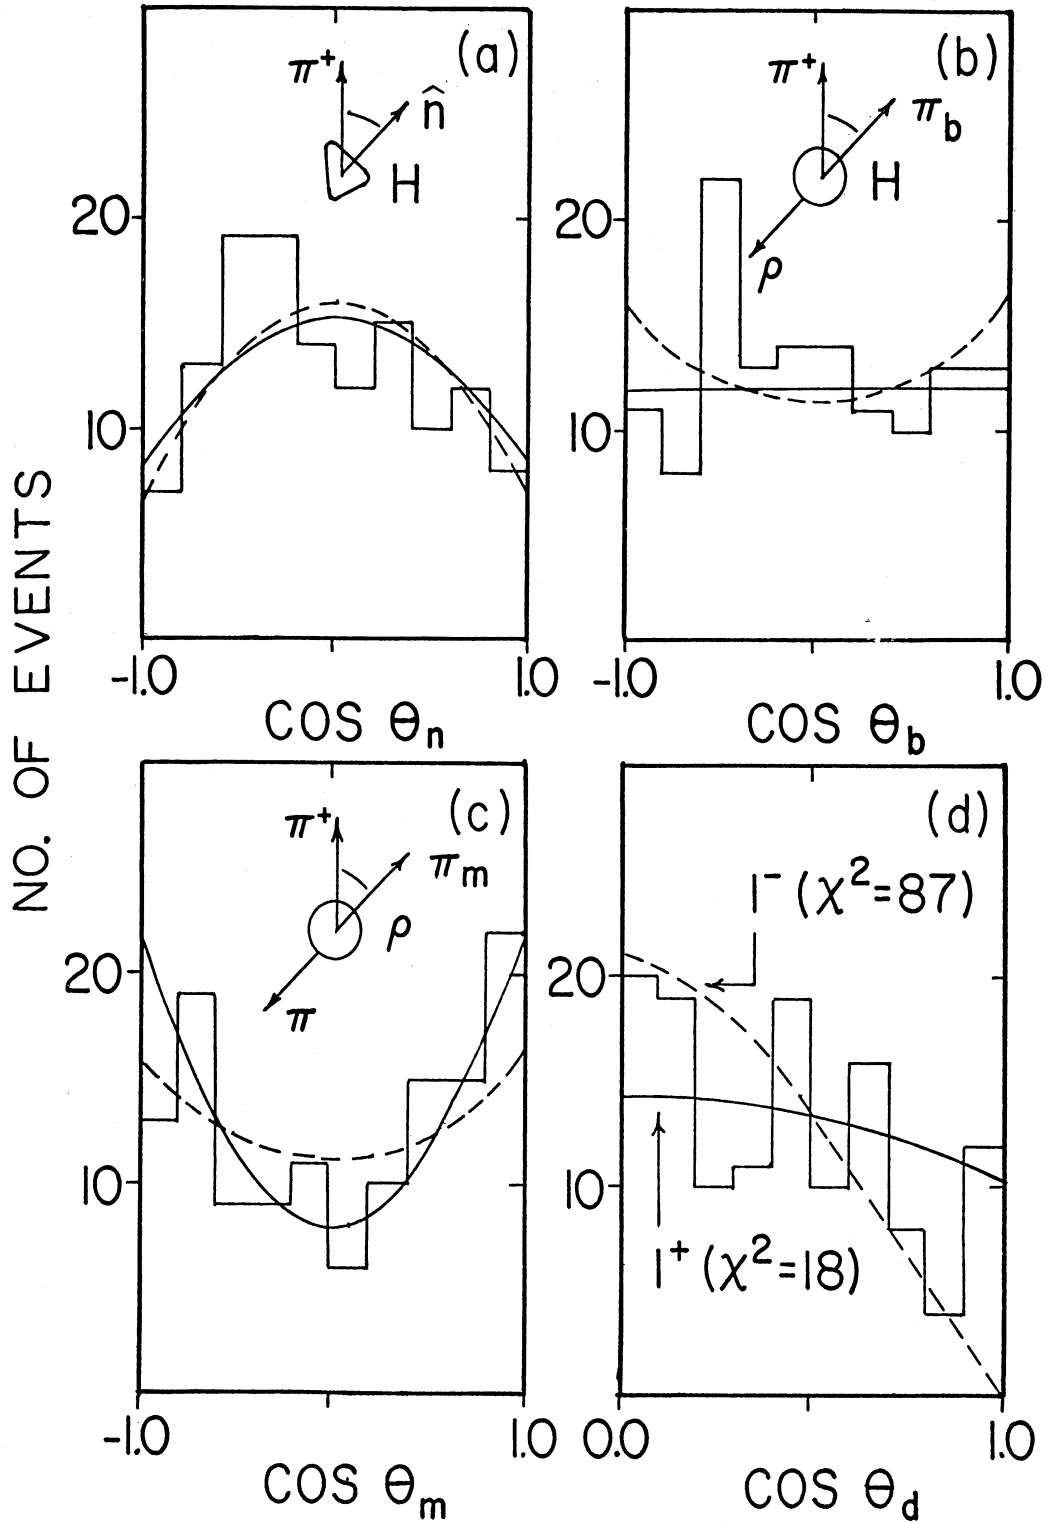 NO. OF EVENTS
(a)
π+
n̂
H
20
10
-1.0
1.0
COS θn
(b)
π+
πb
H
ρ
20
10
-1.0
1.0
COS θb
(c)
π+
πm
ρ
π
20
10
-1.0
1.0
COS θm
(d)
1⁻ (χ²=87)
20
10
1⁺ (χ²=18)
0.0
1.0
COS θd